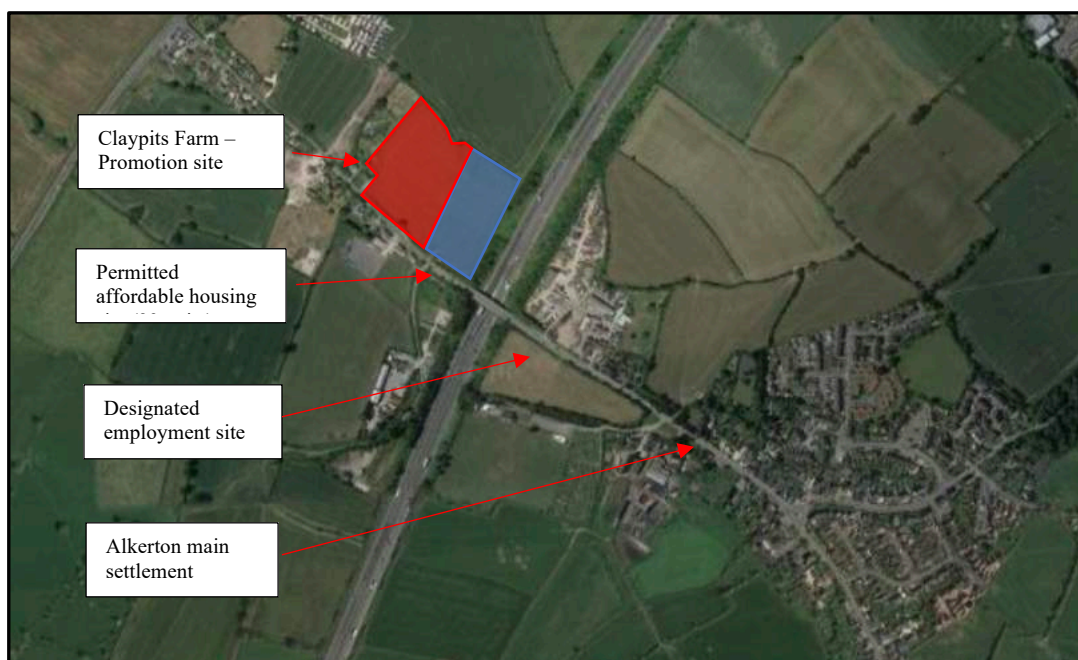 Claypits Farm –
Promotion site
Permitted
affordable housing
Designated
employment site
Alkerton main
settlement